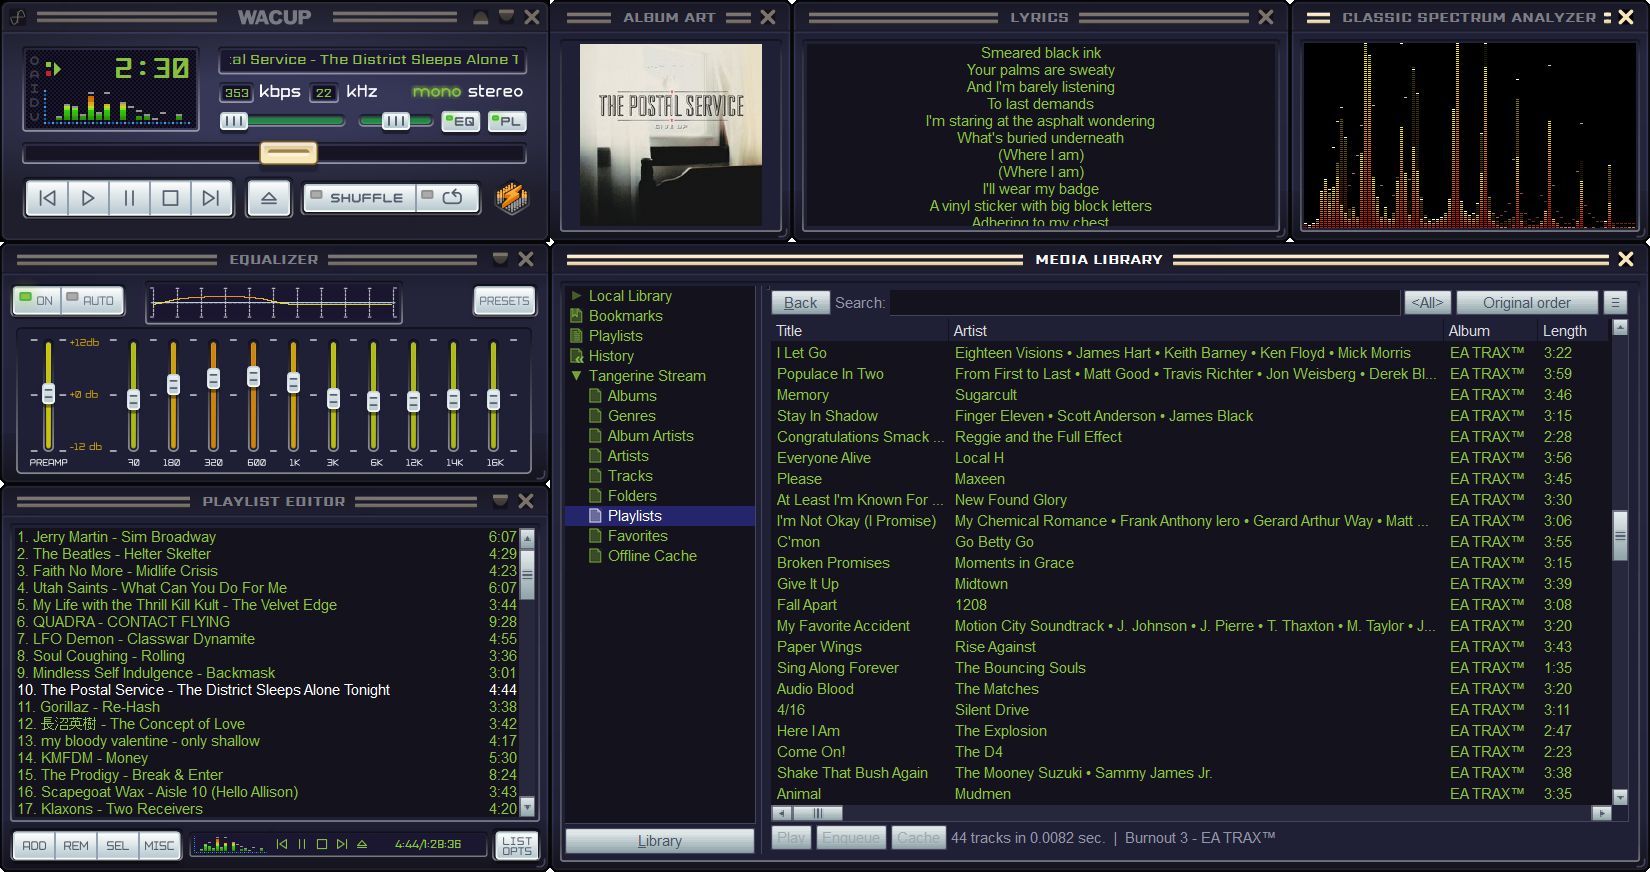 WACUP
OAIDU
2:30
:al Service - The District Sleeps Alone T
353 kbps 22 kHz mono stereo
EQ PL
SHUFFLE
ALBUM ART
THE POSTAL SERVICE
GIVE UP
LYRICS
Smeared black ink
Your palms are sweaty
And I'm barely listening
To last demands
I'm staring at the asphalt wondering
What's buried underneath
(Where I am)
(Where I am)
I'll wear my badge
A vinyl sticker with big block letters
Adhering to my chest
CLASSIC SPECTRUM ANALYZER
EQUALIZER
ON AUTO PRESETS
+12db
+0 db
-12 db
PREAMP 70 180 320 600 1K 3K 6K 12K 14K 16K
PLAYLIST EDITOR
1. Jerry Martin - Sim Broadway 6:07
2. The Beatles - Helter Skelter 4:29
3. Faith No More - Midlife Crisis 4:23
4. Utah Saints - What Can You Do For Me 6:07
5. My Life with the Thrill Kill Kult - The Velvet Edge 3:44
6. QUADRA - CONTACT FLYING 9:28
7. LFO Demon - Classwar Dynamite 4:55
8. Soul Coughing - Rolling 3:36
9. Mindless Self Indulgence - Backmask 3:01
10. The Postal Service - The District Sleeps Alone Tonight 4:44
11. Gorillaz - Re-Hash 3:38
12. 長沼英樹 - The Concept of Love 3:42
13. my bloody valentine - only shallow 4:17
14. KMFDM - Money 5:30
15. The Prodigy - Break & Enter 8:24
16. Scapegoat Wax - Aisle 10 (Hello Allison) 3:43
17. Klaxons - Two Receivers 4:20
ADD REM SEL MISC 4:44/1:28:36 LIST OPTS
MEDIA LIBRARY
Local Library
Bookmarks
Playlists
History
Tangerine Stream
Albums
Genres
Album Artists
Artists
Tracks
Folders
Playlists
Favorites
Offline Cache
Library
Back Search: <All> Original order
Title Artist Album Length
I Let Go Eighteen Visions • James Hart • Keith Barney • Ken Floyd • Mick Morris EA TRAX™ 3:22
Populace In Two From First to Last • Matt Good • Travis Richter • Jon Weisberg • Derek Bl... EA TRAX™ 3:59
Memory Sugarcult EA TRAX™ 3:46
Stay In Shadow Finger Eleven • Scott Anderson • James Black EA TRAX™ 3:15
Congratulations Smack ... Reggie and the Full Effect EA TRAX™ 2:28
Everyone Alive Local H EA TRAX™ 3:56
Please Maxeen EA TRAX™ 3:45
At Least I'm Known For ... New Found Glory EA TRAX™ 3:30
I'm Not Okay (I Promise) My Chemical Romance • Frank Anthony Iero • Gerard Arthur Way • Matt ... EA TRAX™ 3:06
C'mon Go Betty Go EA TRAX™ 3:55
Broken Promises Moments in Grace EA TRAX™ 3:15
Give It Up Midtown EA TRAX™ 3:39
Fall Apart 1208 EA TRAX™ 3:08
My Favorite Accident Motion City Soundtrack • J. Johnson • J. Pierre • T. Thaxton • M. Taylor • J... EA TRAX™ 3:20
Paper Wings Rise Against EA TRAX™ 3:43
Sing Along Forever The Bouncing Souls EA TRAX™ 1:35
Audio Blood The Matches EA TRAX™ 3:20
4/16 Silent Drive EA TRAX™ 3:11
Here I Am The Explosion EA TRAX™ 2:47
Come On! The D4 EA TRAX™ 2:23
Shake That Bush Again The Mooney Suzuki • Sammy James Jr. EA TRAX™ 3:38
Animal Mudmen EA TRAX™ 3:35
Play Enqueue Cache 44 tracks in 0.0082 sec. | Burnout 3 - EA TRAX™